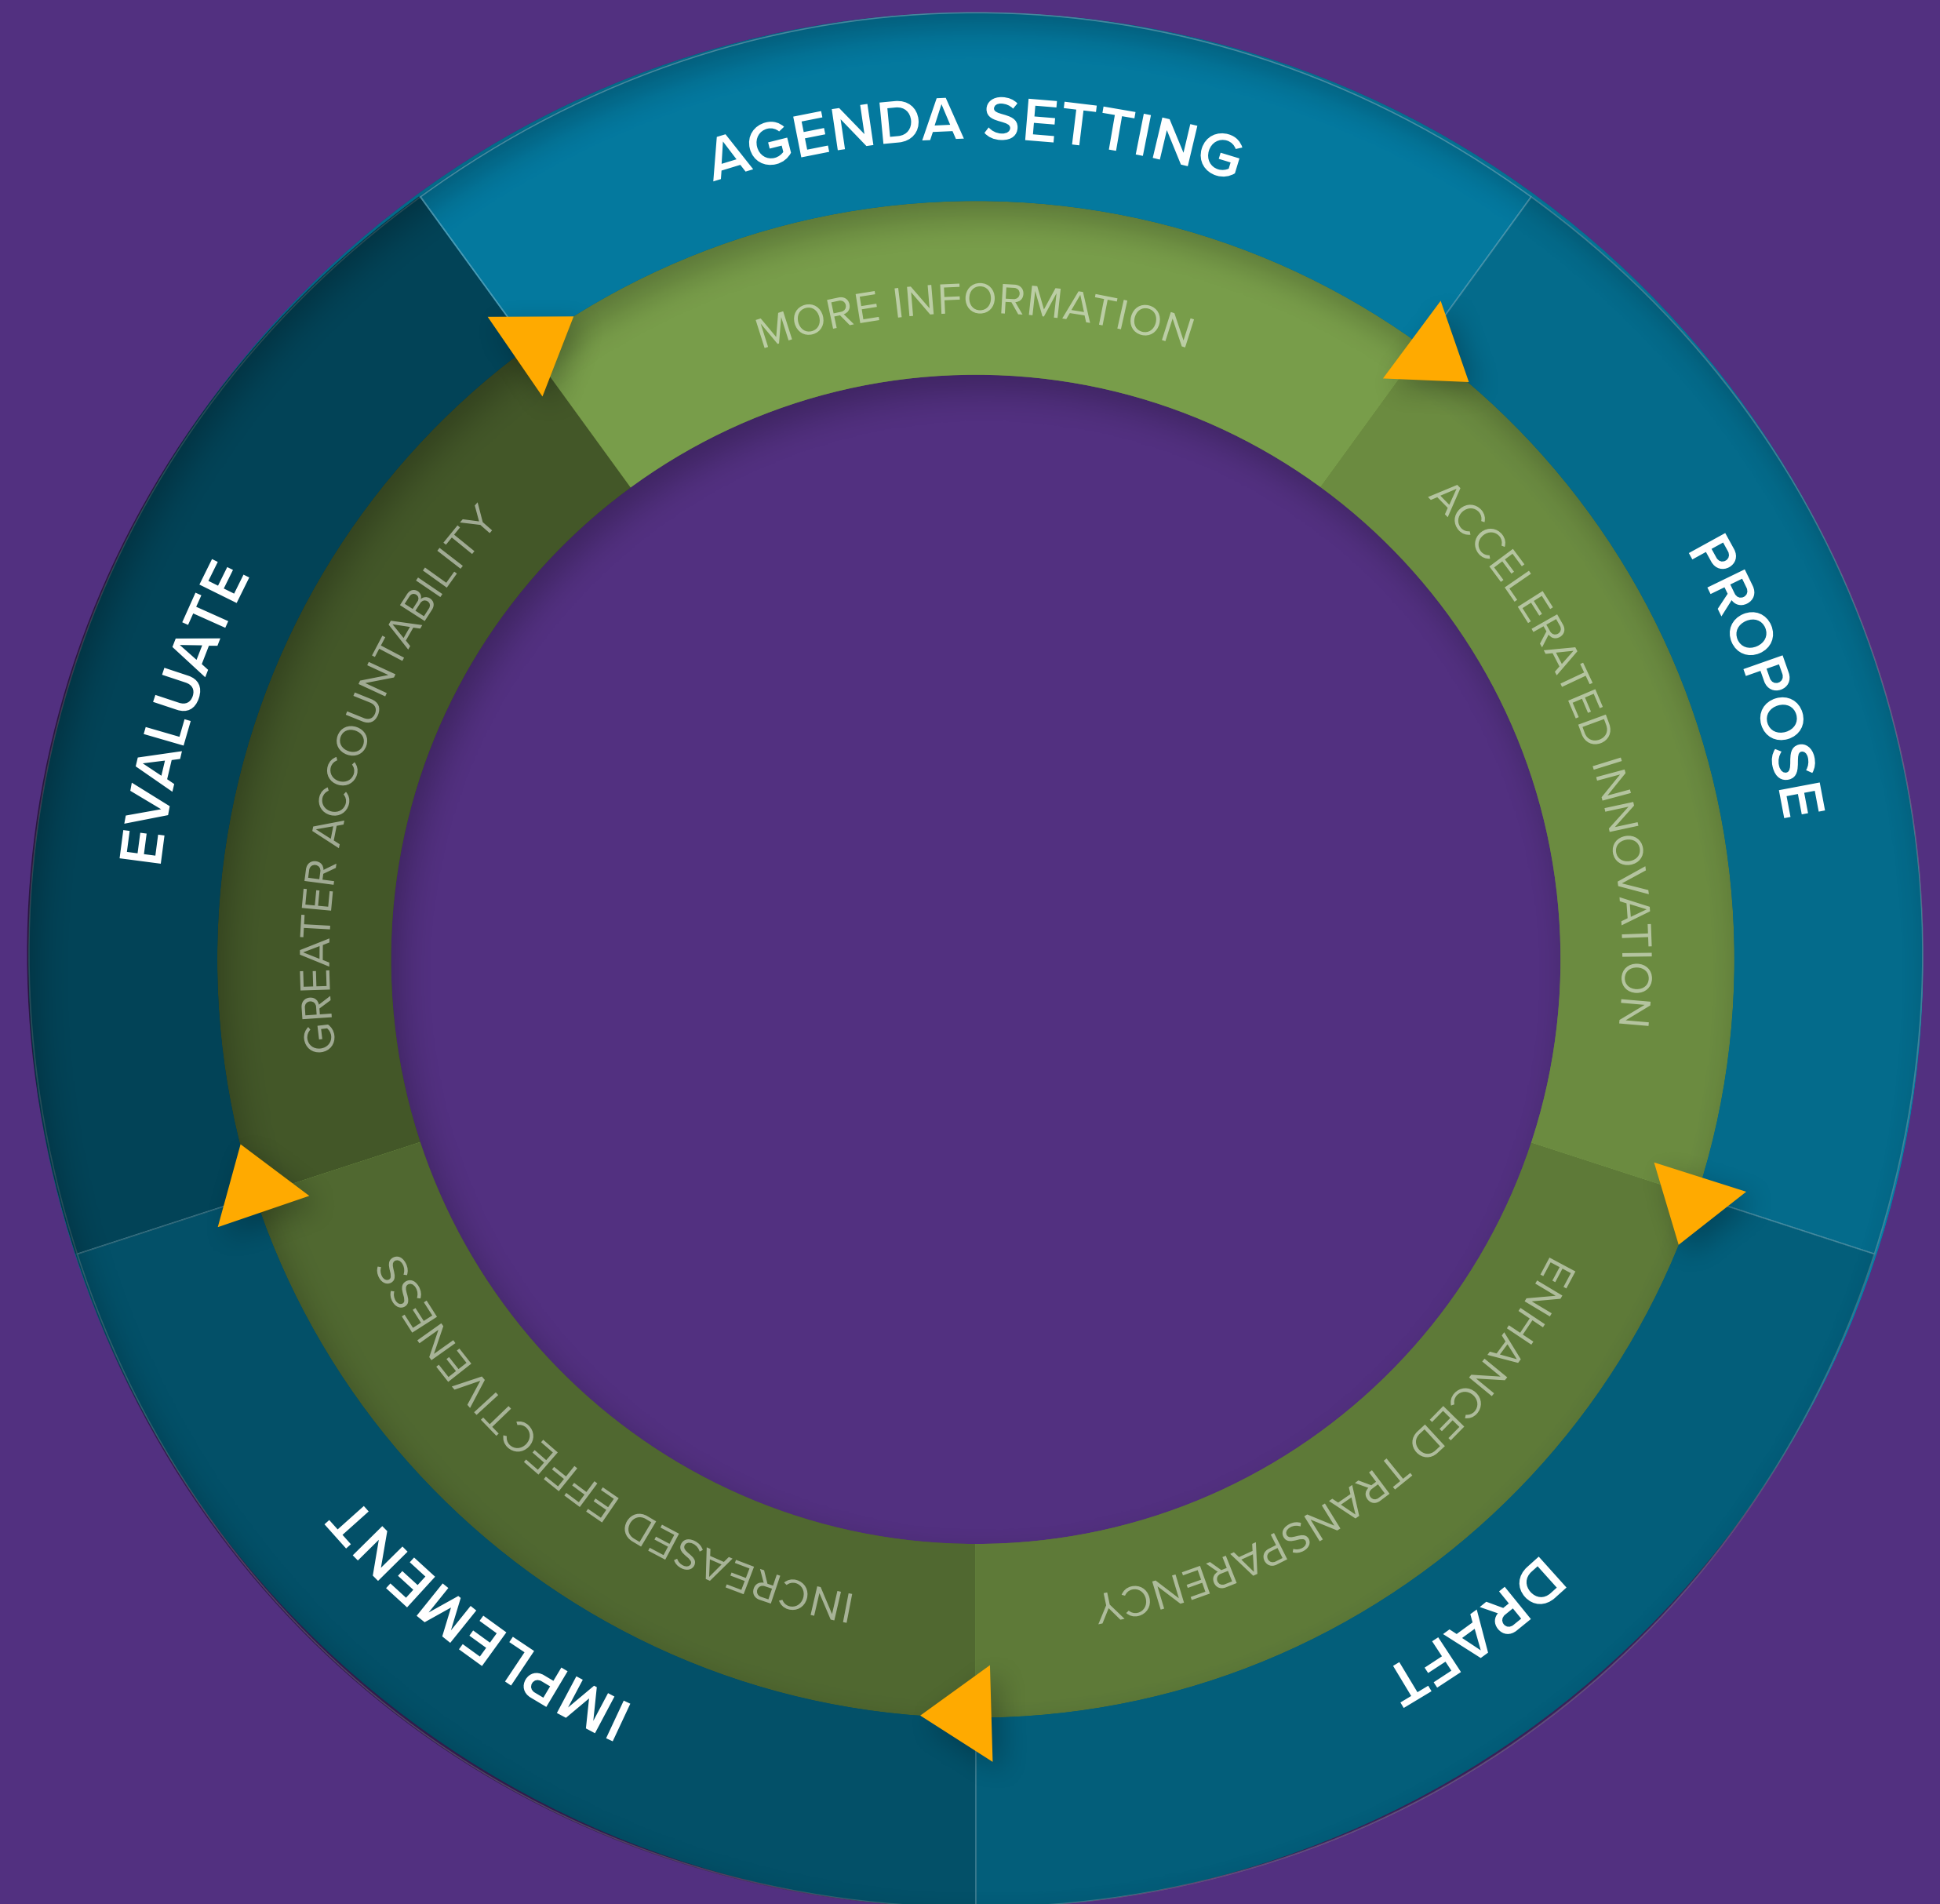 AGENDA SETTING
MORE INFORMATION
PROPOSE
ACCELERATED INNOVATION
DRAFT
ENHANCED TRANSPARENCY
IMPLEMENT
INCREASED EFFECTIVENESS
EVALUATE
GREATER ACCOUNTABILITY